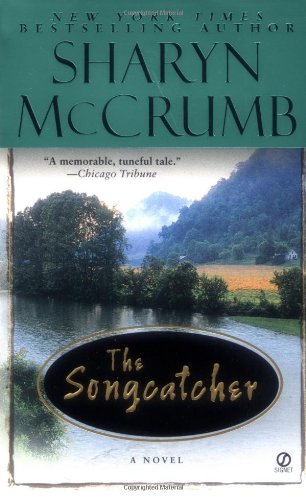 NEW YORK TIMES
BESTSELLING AUTHOR
SHARYN
McCRUMB
"A memorable, tuneful tale."
—Chicago Tribune
The
Songcatcher
A NOVEL
SIGNET